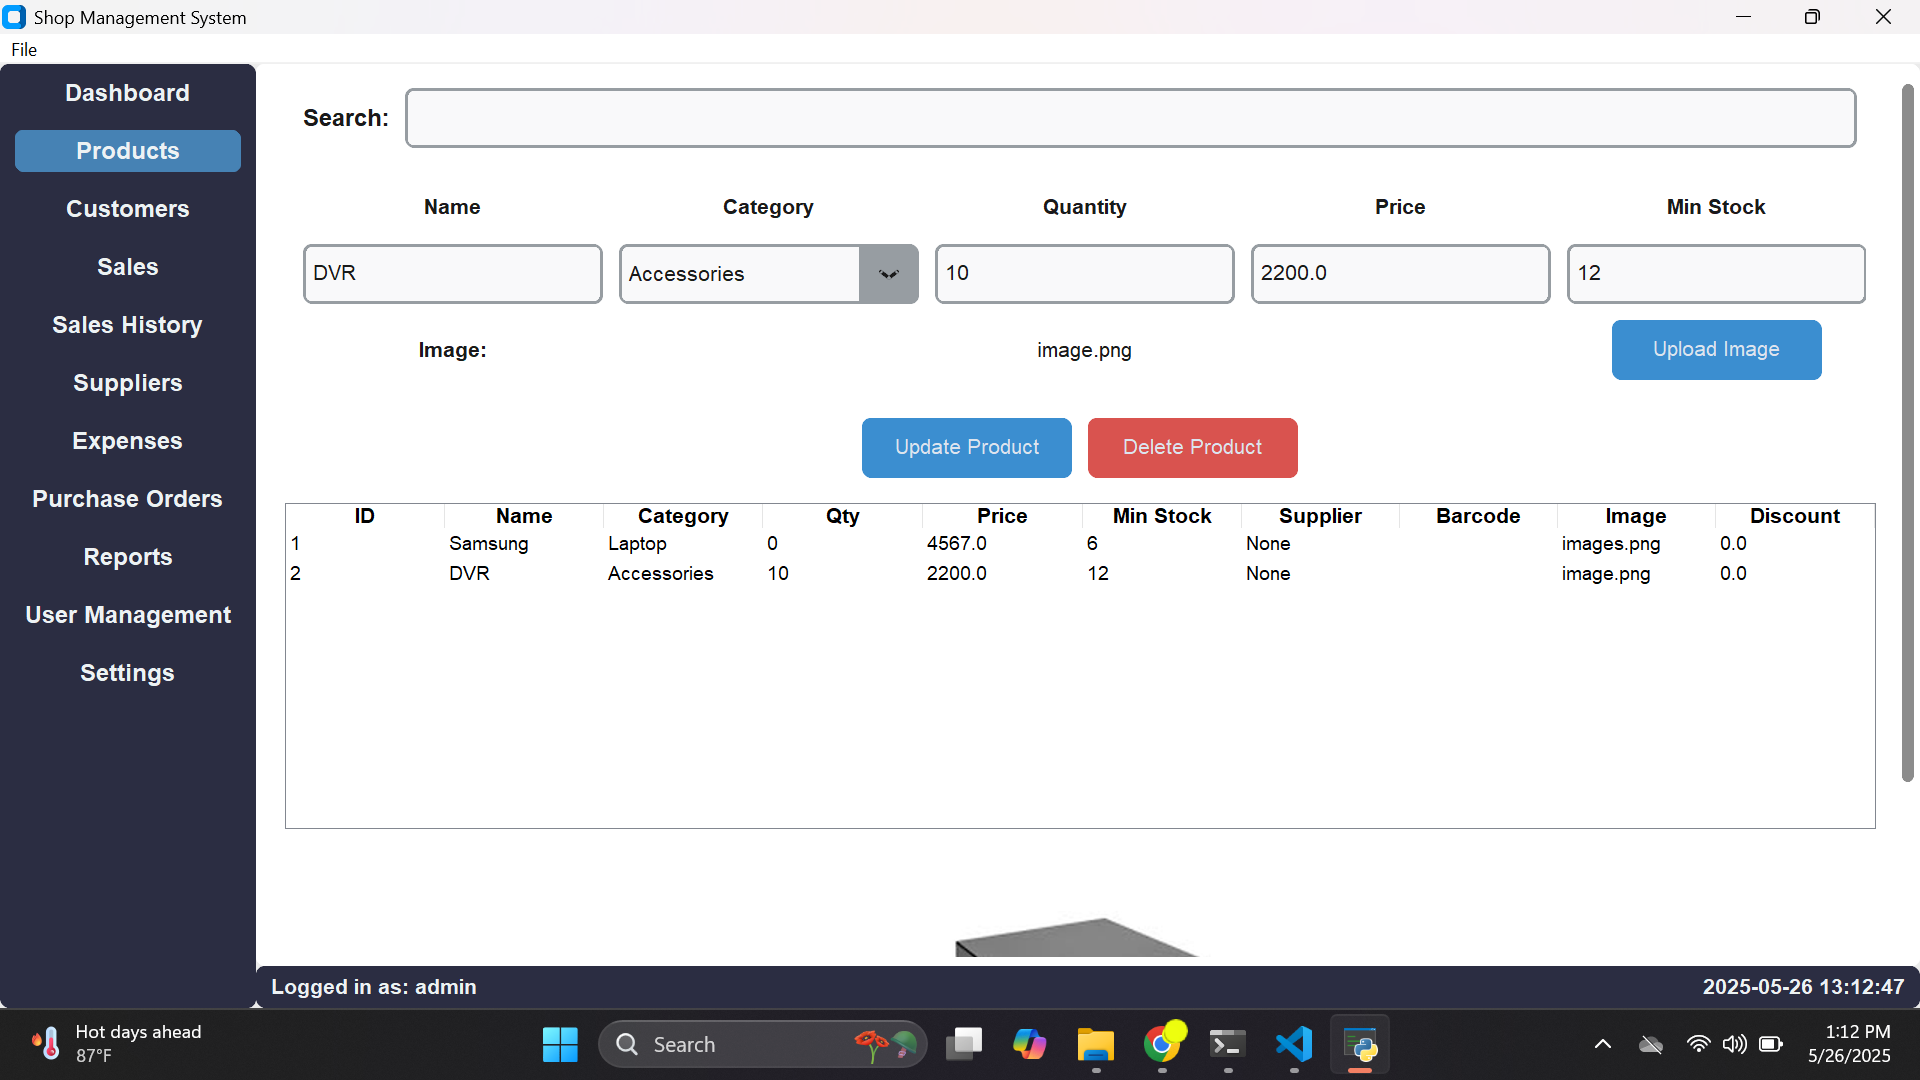 Shop Management System
File
Dashboard
Products
Customers
Sales
Sales History
Suppliers
Expenses
Purchase Orders
Reports
User Management
Settings
Search:
Name Category Quantity Price Min Stock
DVR Accessories 10 2200.0 12
Image: image.png Upload Image
Update Product Delete Product
ID Name Category Qty Price Min Stock Supplier Barcode Image Discount
1 Samsung Laptop 0 4567.0 6 None images.png 0.0
2 DVR Accessories 10 2200.0 12 None image.png 0.0
Logged in as: admin 2025-05-26 13:12:47
Hot days ahead
87°F
Search
1:12 PM
5/26/2025